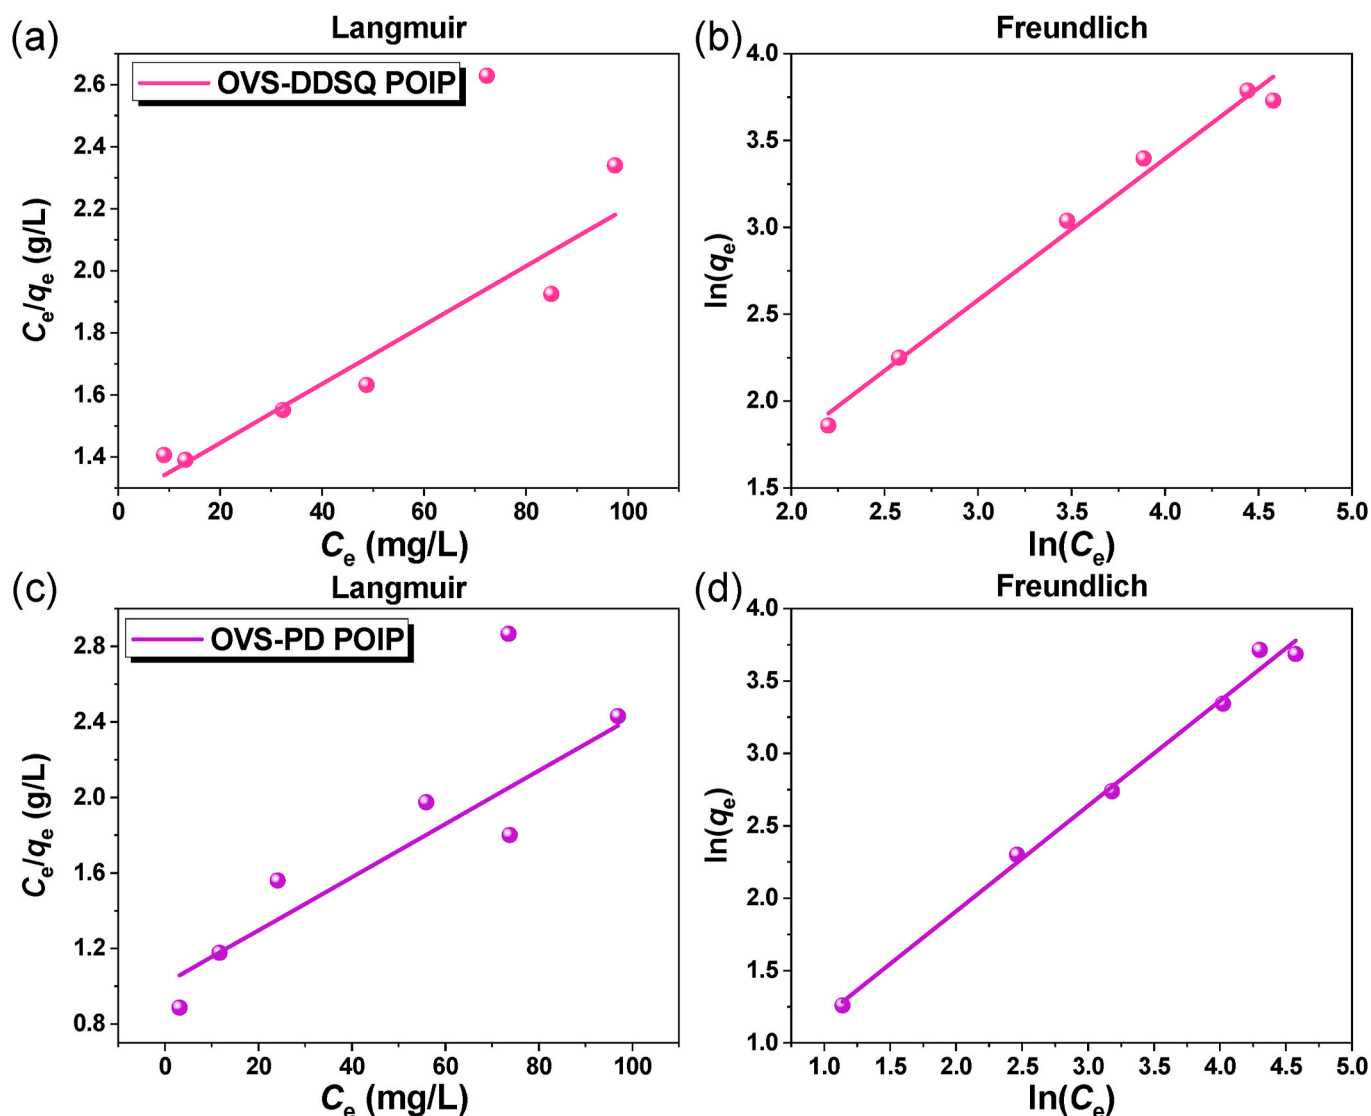 (a)
Langmuir
OVS-DDSQ POIP
2.6
2.4
2.2
2.0
1.8
1.6
1.4
Cₑ/qₑ (g/L)
0 20 40 60 80 100
Cₑ (mg/L)
(b)
Freundlich
4.0
3.5
3.0
2.5
2.0
1.5
ln(qₑ)
2.0 2.5 3.0 3.5 4.0 4.5 5.0
ln(Cₑ)
(c)
Langmuir
OVS-PD POIP
2.8
2.4
2.0
1.6
1.2
0.8
Cₑ/qₑ (g/L)
0 20 40 60 80 100
Cₑ (mg/L)
(d)
Freundlich
4.0
3.5
3.0
2.5
2.0
1.5
1.0
ln(qₑ)
1.0 1.5 2.0 2.5 3.0 3.5 4.0 4.5 5.0
ln(Cₑ)